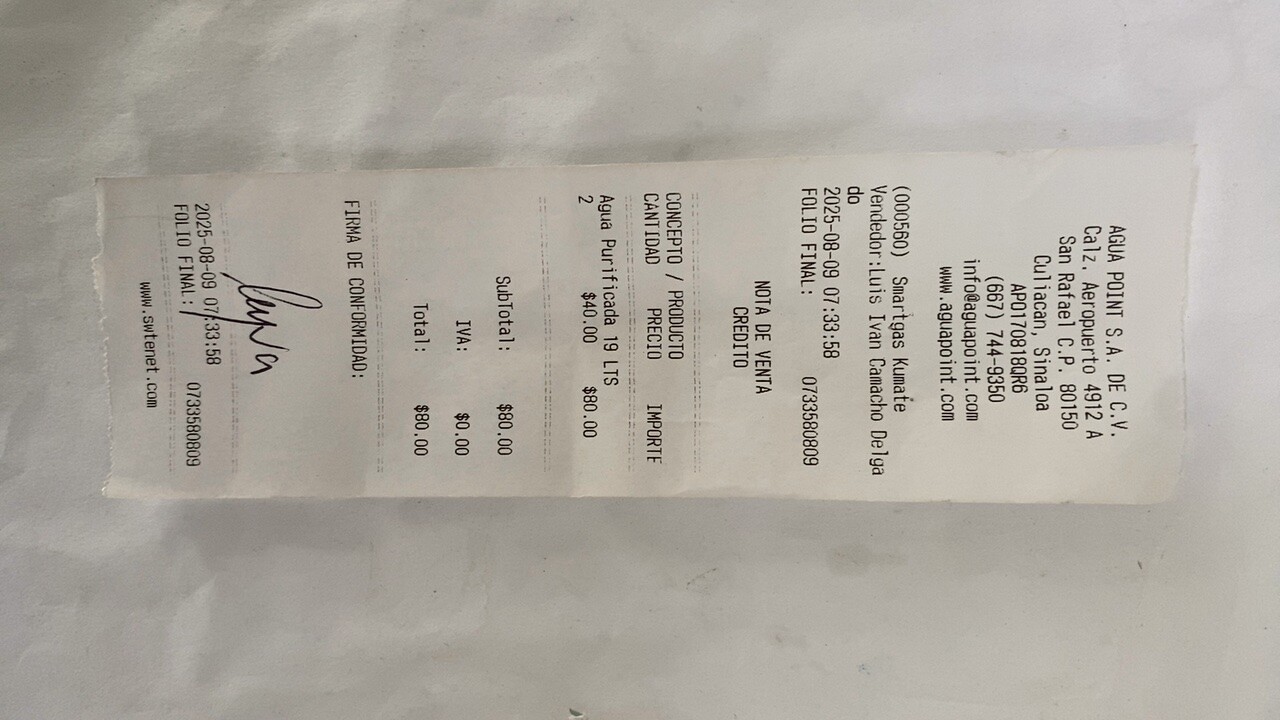 AGUA POINT S.A. DE C.V.
Calz. Aeropuerto 4912 A
San Rafael C.P. 80150
Culiacan, Sinaloa
APO170818QR6
(667) 744-9350
info@aguapoint.com
www.aguapoint.com
(000560) Smartgas Kumate
Vendedor:Luis Ivan Camacho Delga
do
2025-08-09 07:33:58
FOLIO FINAL: 0733580809
NOTA DE VENTA
CREDITO
CONCEPTO / PRODUCTO
CANTIDAD PRECIO IMPORTE
Agua Purificada 19 LTS
2 $40.00 $80.00
SubTotal: $80.00
IVA: $0.00
Total: $80.00
FIRMA DE CONFORMIDAD:
2025-08-09 07:33:58
FOLIO FINAL: 0733580809
www.swtenet.com